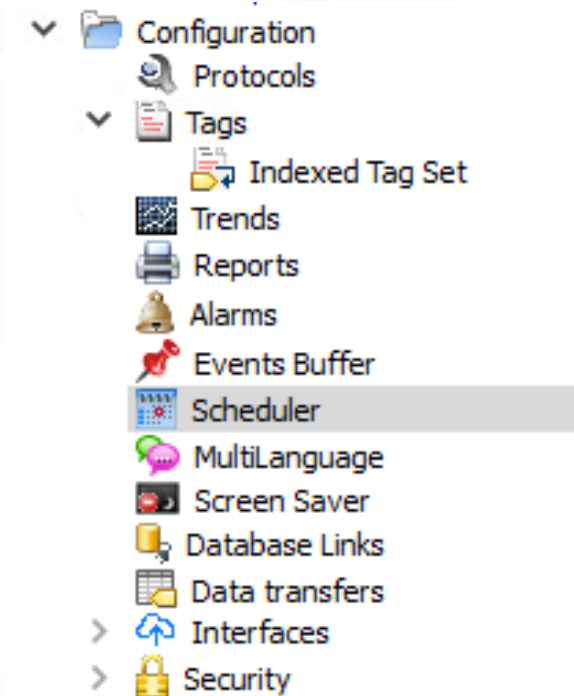 Configuration
Protocols
Tags
Indexed Tag Set
Trends
Reports
Alarms
Events Buffer
Scheduler
MultiLanguage
Screen Saver
Database Links
Data transfers
Interfaces
Security